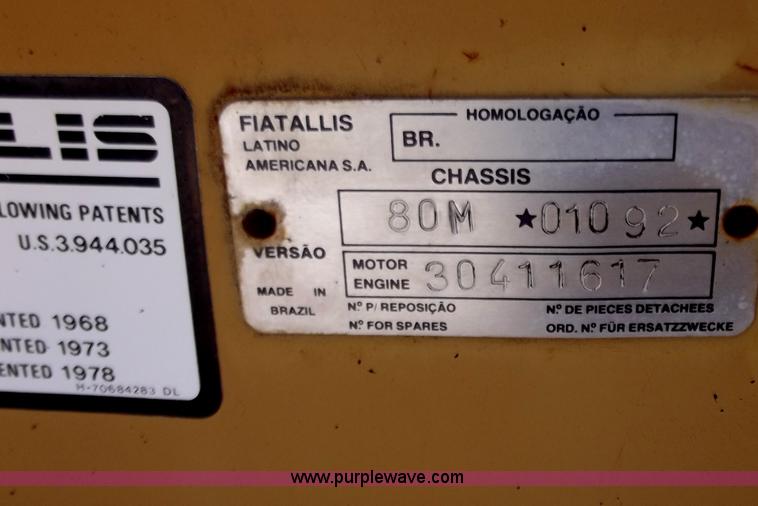 LIS
LOWING PATENTS
U.S.3.944.035
NTED 1968
NTED 1973
ENTED 1978
H-70684283 DL
FIATALLIS
LATINO
AMERICANA S.A.
HOMOLOGAÇÃO
BR.
CHASSIS
80M ★01092★
VERSÃO
MOTOR
ENGINE 30411617
MADE IN
BRAZIL
Nº P/ REPOSIÇÃO
Nº FOR SPARES
Nº DE PIECES DETACHEES
ORD. Nº FÜR ERSATZZWECKE
www.purplewave.com